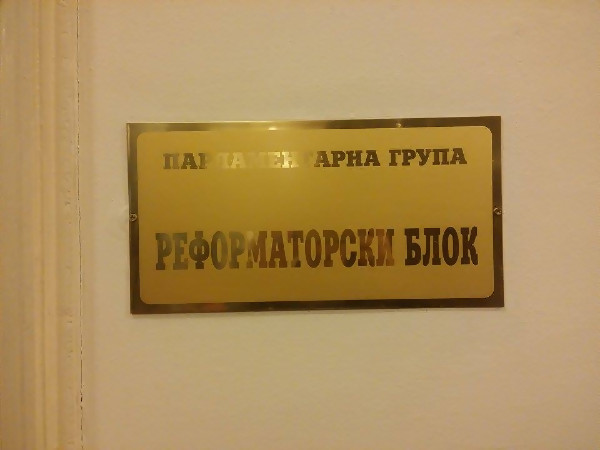 ПАРЛАМЕНТАРНА ГРУПА
РЕФОРМАТОРСКИ БЛОК